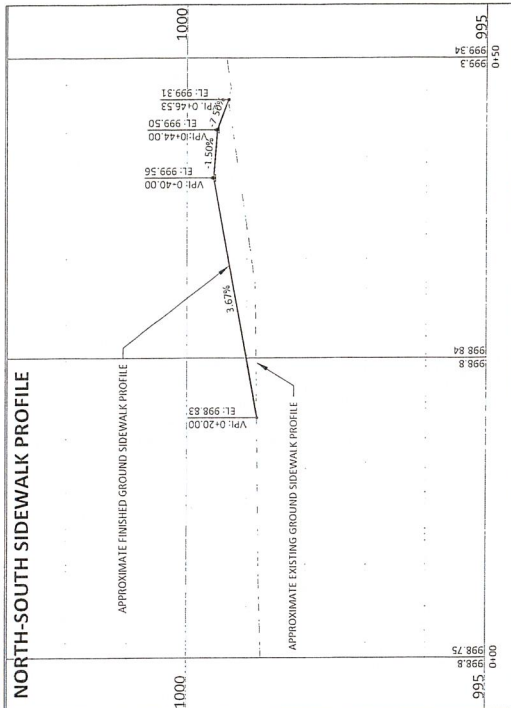 NORTH-SOUTH SIDEWALK PROFILE
1000
1000
995
995
APPROXIMATE FINISHED GROUND SIDEWALK PROFILE
APPROXIMATE EXISTING GROUND SIDEWALK PROFILE
VPI: 0+20.00
EL: 998.83
3.67%
VPI: 0+40.00
EL: 999.56
-1.50%
VPI: 0+44.00
EL: 999.50
-7.50%
VPI: 0+46.53
EL: 999.31
998.75
998.8
0+00
998.84
998.8
999.34
999.3
0+50